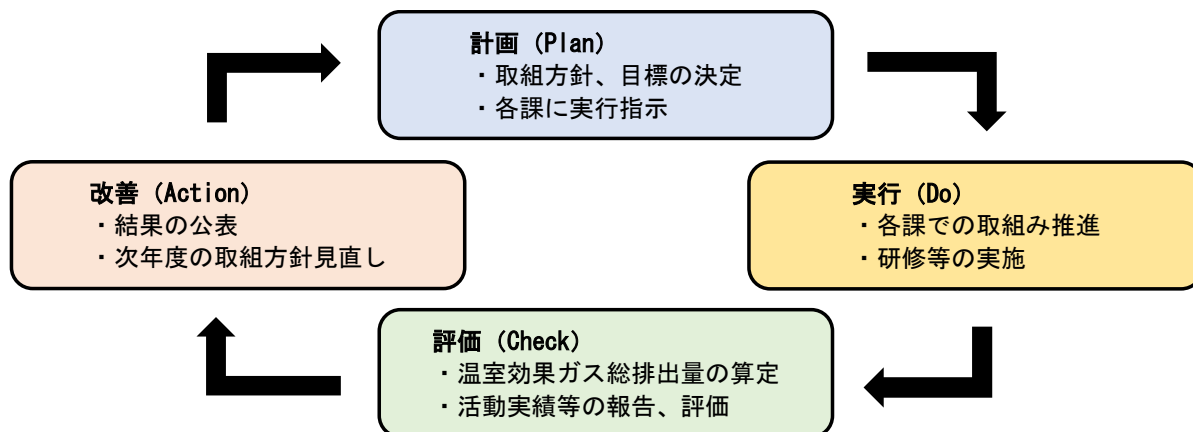 計画（Plan）
・取組方針、目標の決定
・各課に実行指示
実行（Do）
・各課での取組み推進
・研修等の実施
評価（Check）
・温室効果ガス総排出量の算定
・活動実績等の報告、評価
改善（Action）
・結果の公表
・次年度の取組方針見直し